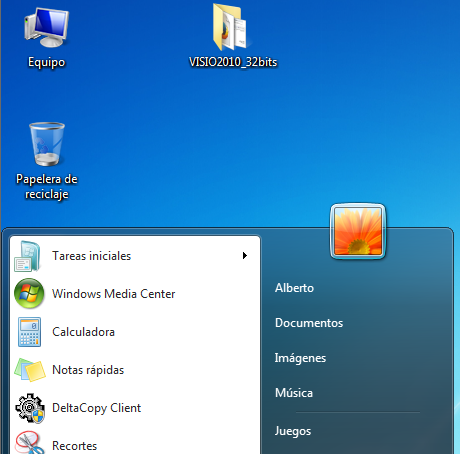 Equipo
VISIO2010_32bits
Papelera de
reciclaje
Tareas iniciales
Windows Media Center
Calculadora
Notas rápidas
DeltaCopy Client
Recortes
Alberto
Documentos
Imágenes
Música
Juegos